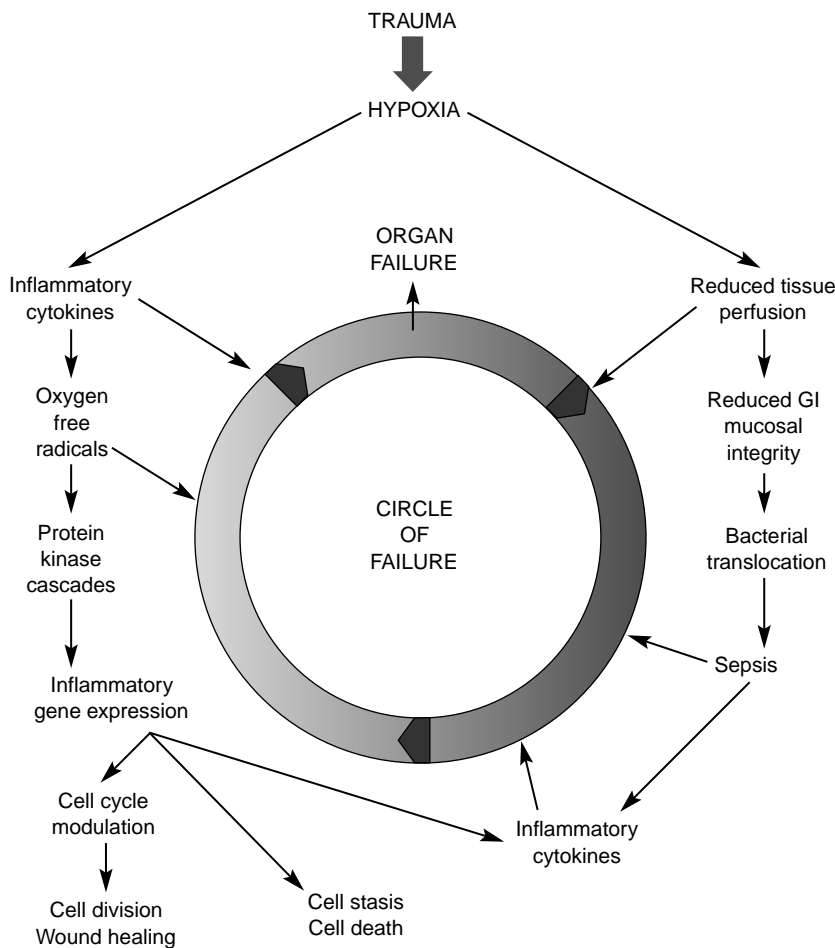 TRAUMA
HYPOXIA
ORGAN
FAILURE
Inflammatory
cytokines
Reduced tissue
perfusion
Oxygen
free
radicals
Reduced GI
mucosal
integrity
CIRCLE
OF
FAILURE
Protein
kinase
cascades
Bacterial
translocation
Sepsis
Inflammatory
gene expression
Cell cycle
modulation
Inflammatory
cytokines
Cell division
Wound healing
Cell stasis
Cell death